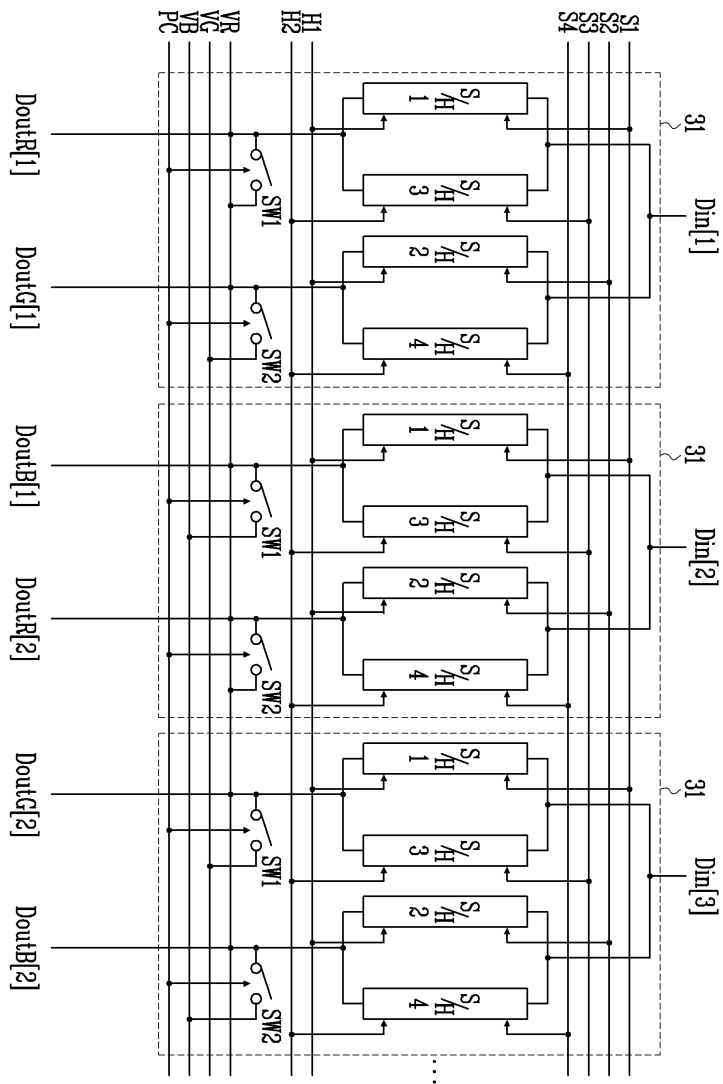 31
Din[1]
31
Din[2]
31
Din[3]
S1
S2
S3
S4
S/H 1
S/H 3
S/H 2
S/H 4
S/H 1
S/H 3
S/H 2
S/H 4
S/H 1
S/H 3
S/H 2
S/H 4
...
H1
H2
SW1
SW2
SW1
SW2
SW1
SW2
VR
VG
VB
PC
DoutR[1]
DoutG[1]
DoutB[1]
DoutR[2]
DoutG[2]
DoutB[2]